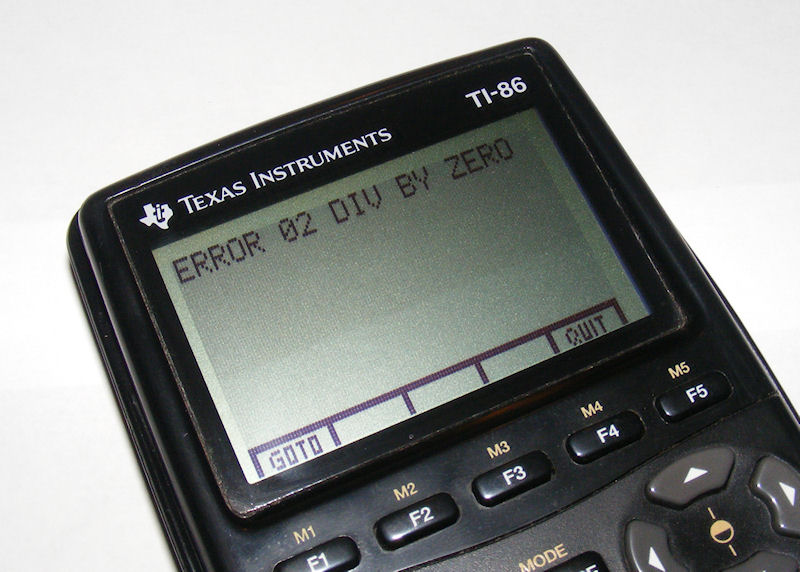 TI-86
TEXAS INSTRUMENTS
ERROR 02 DIV BY ZERO
GOTO QUIT
M1 M2 M3 M4 M5
F1 F2 F3 F4 F5
MODE